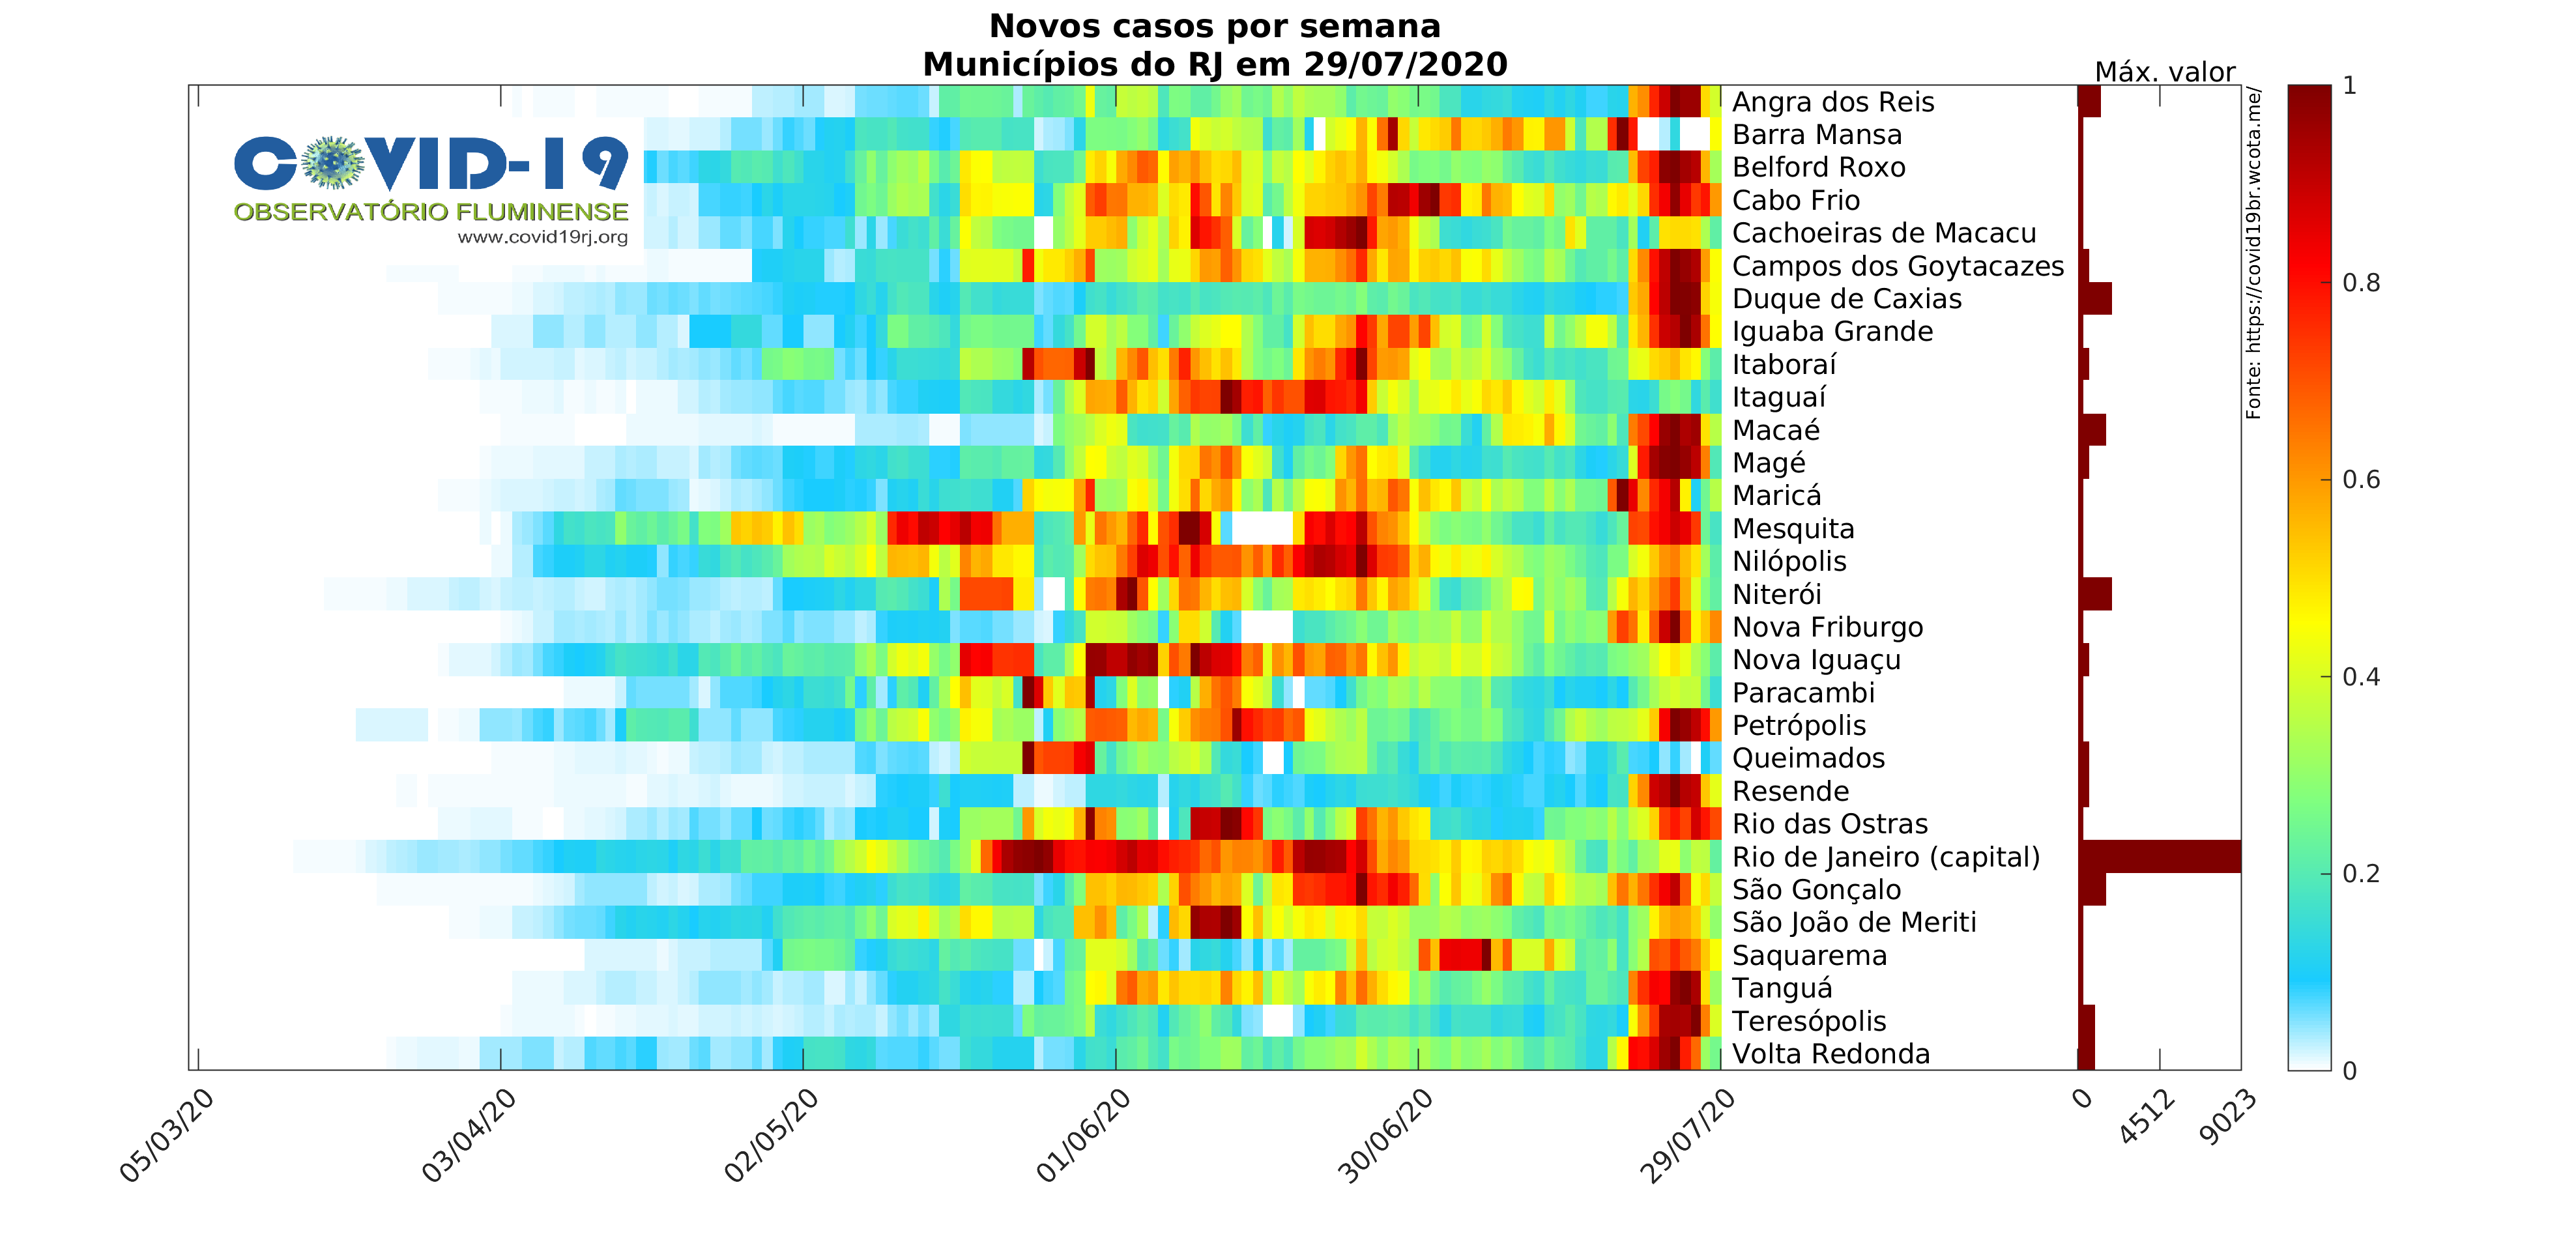 Novos casos por semana
Municípios do RJ em 29/07/2020
Máx. valor
COVID-19
OBSERVATÓRIO FLUMINENSE
www.covid19rj.org
Angra dos Reis
Barra Mansa
Belford Roxo
Cabo Frio
Cachoeiras de Macacu
Campos dos Goytacazes
Duque de Caxias
Iguaba Grande
Itaboraí
Itaguaí
Macaé
Magé
Maricá
Mesquita
Nilópolis
Niterói
Nova Friburgo
Nova Iguaçu
Paracambi
Petrópolis
Queimados
Resende
Rio das Ostras
Rio de Janeiro (capital)
São Gonçalo
São João de Meriti
Saquarema
Tanguá
Teresópolis
Volta Redonda
Fonte: https://covid19br.wcota.me/
1
0.8
0.6
0.4
0.2
0
05/03/20
03/04/20
02/05/20
01/06/20
30/06/20
29/07/20
0
4512
9023